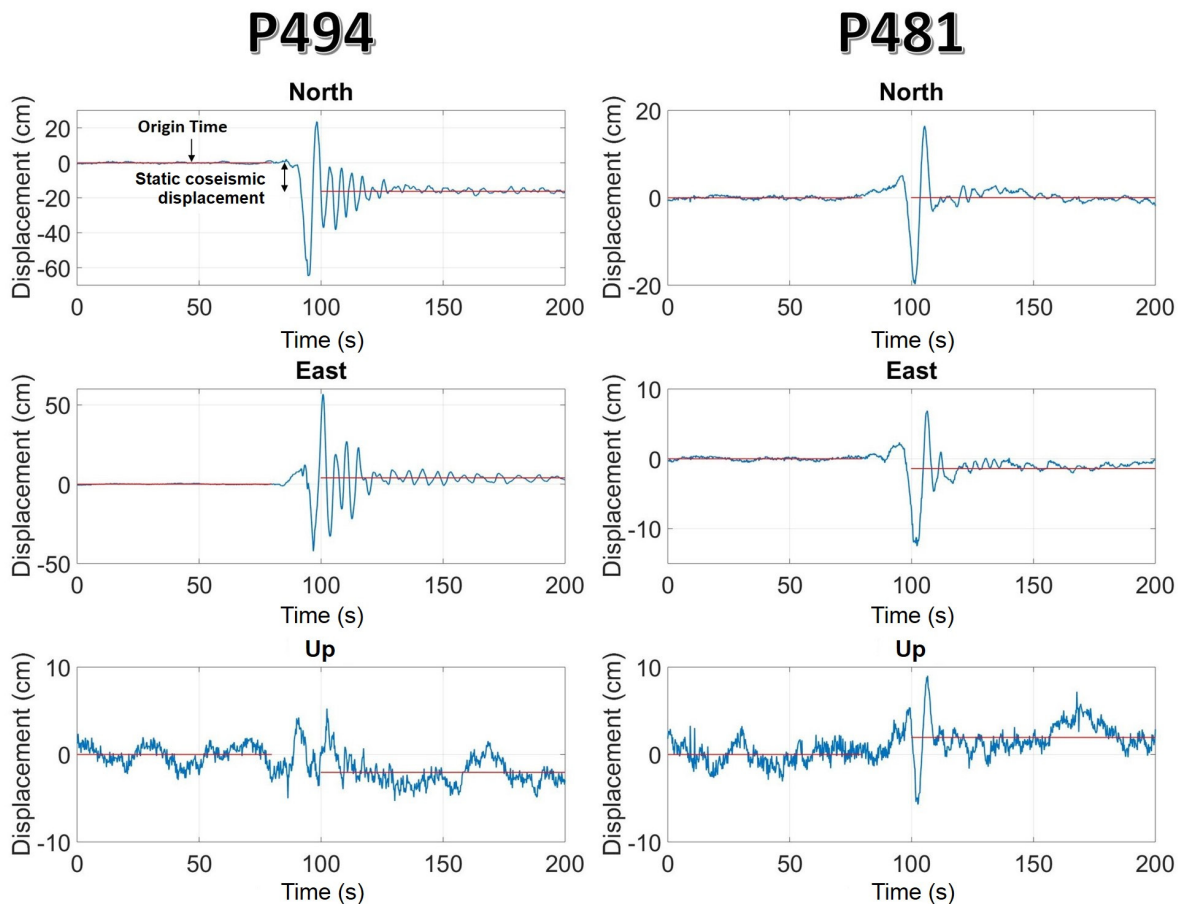 P494
North
Displacement (cm)
20
0
-20
-40
-60
Origin Time
Static coseismic
displacement
0
50
100
150
200
Time (s)
East
Displacement (cm)
50
0
-50
0
50
100
150
200
Time (s)
Up
Displacement (cm)
10
0
-10
0
50
100
150
200
Time (s)
P481
North
Displacement (cm)
20
0
-20
0
50
100
150
200
Time (s)
East
Displacement (cm)
10
0
-10
0
50
100
150
200
Time (s)
Up
Displacement (cm)
10
0
-10
0
50
100
150
200
Time (s)